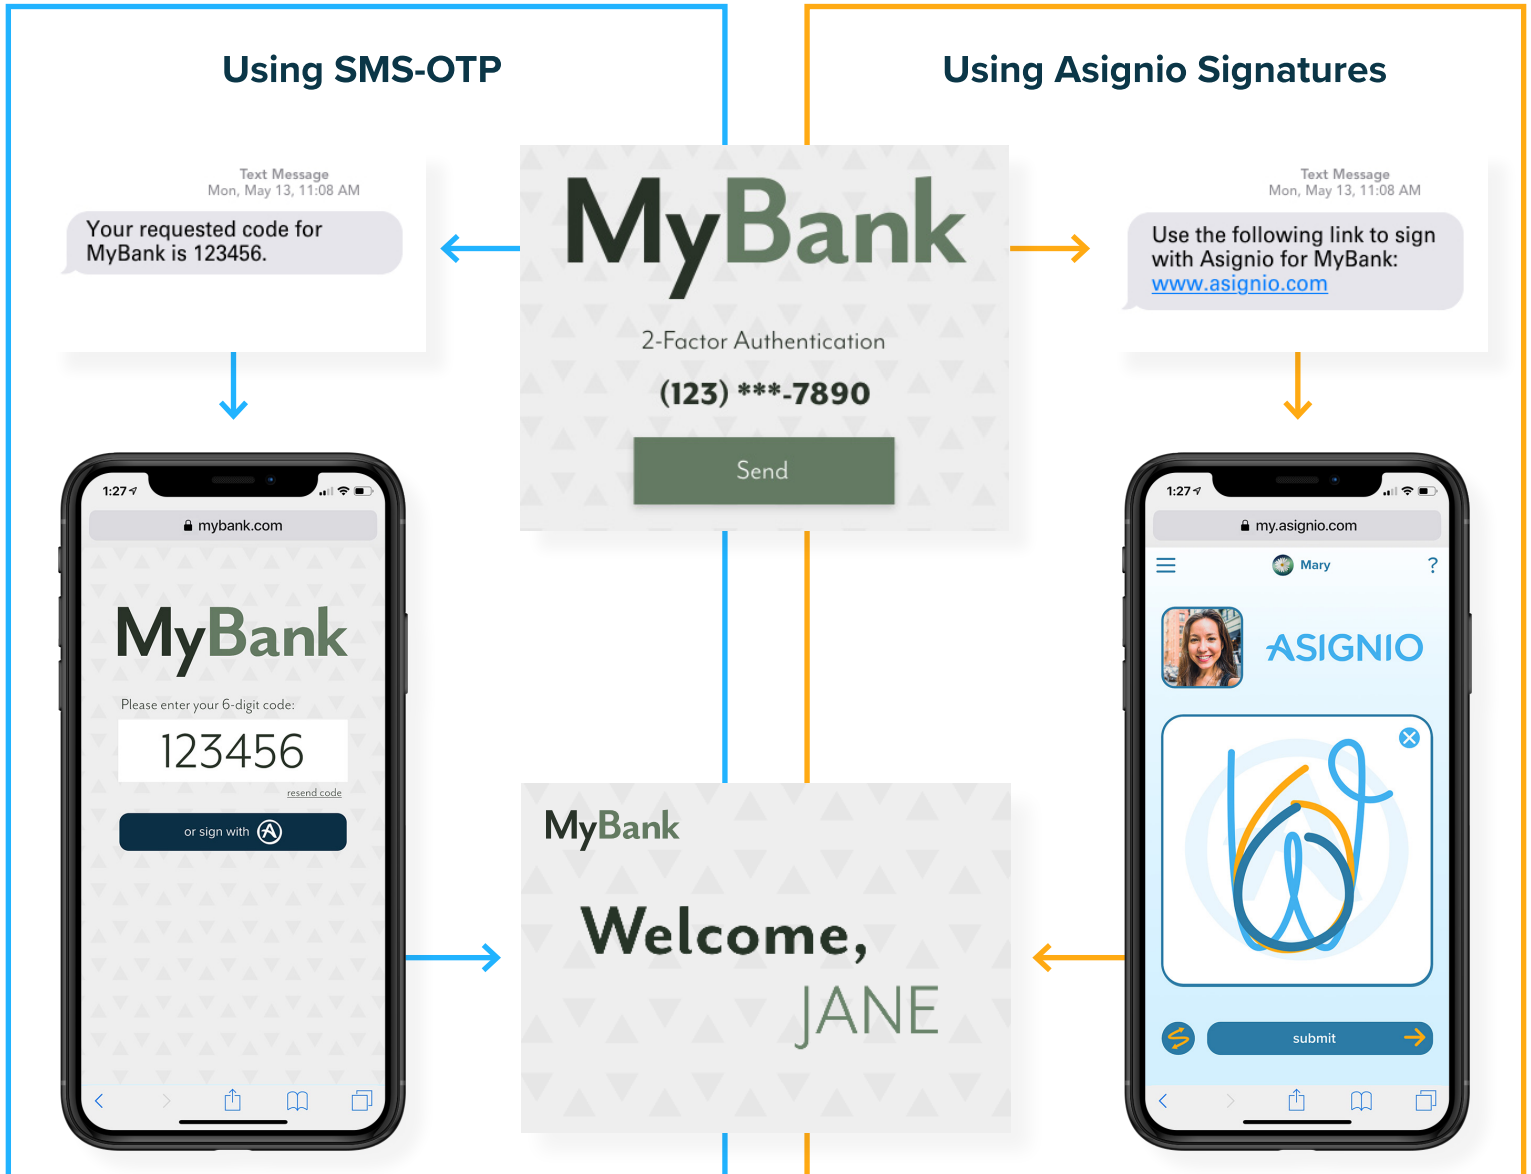 Using SMS-OTP
Using Asignio Signatures
Text Message
Mon, May 13, 11:08 AM
Your requested code for
MyBank is 123456.
MyBank
2-Factor Authentication
(123) ***-7890
Send
Text Message
Mon, May 13, 11:08 AM
Use the following link to sign
with Asignio for MyBank:
www.asignio.com
1:27
mybank.com
MyBank
Please enter your 6-digit code:
123456
resend code
or sign with
MyBank
Welcome,
JANE
1:27
my.asignio.com
Mary
?
ASIGNIO
submit